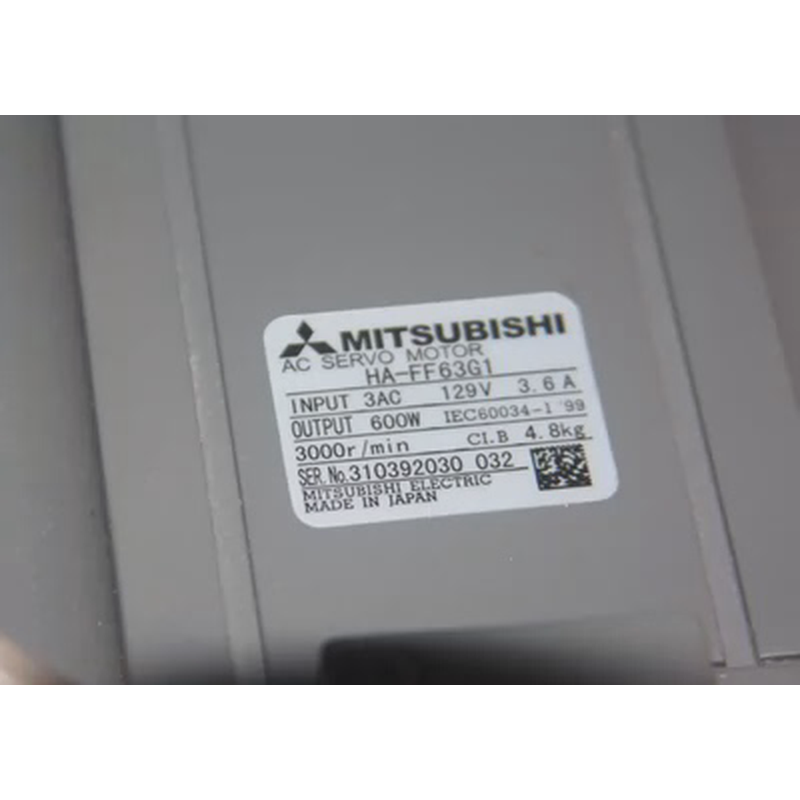 MITSUBISHI
AC SERVO MOTOR
HA-FF63G1
INPUT 3AC 129V 3.6A
OUTPUT 600W IEC60034-1 '99
3000r/min CI.B 4.8kg
SER.No.310392030 032
MITSUBISHI ELECTRIC
MADE IN JAPAN